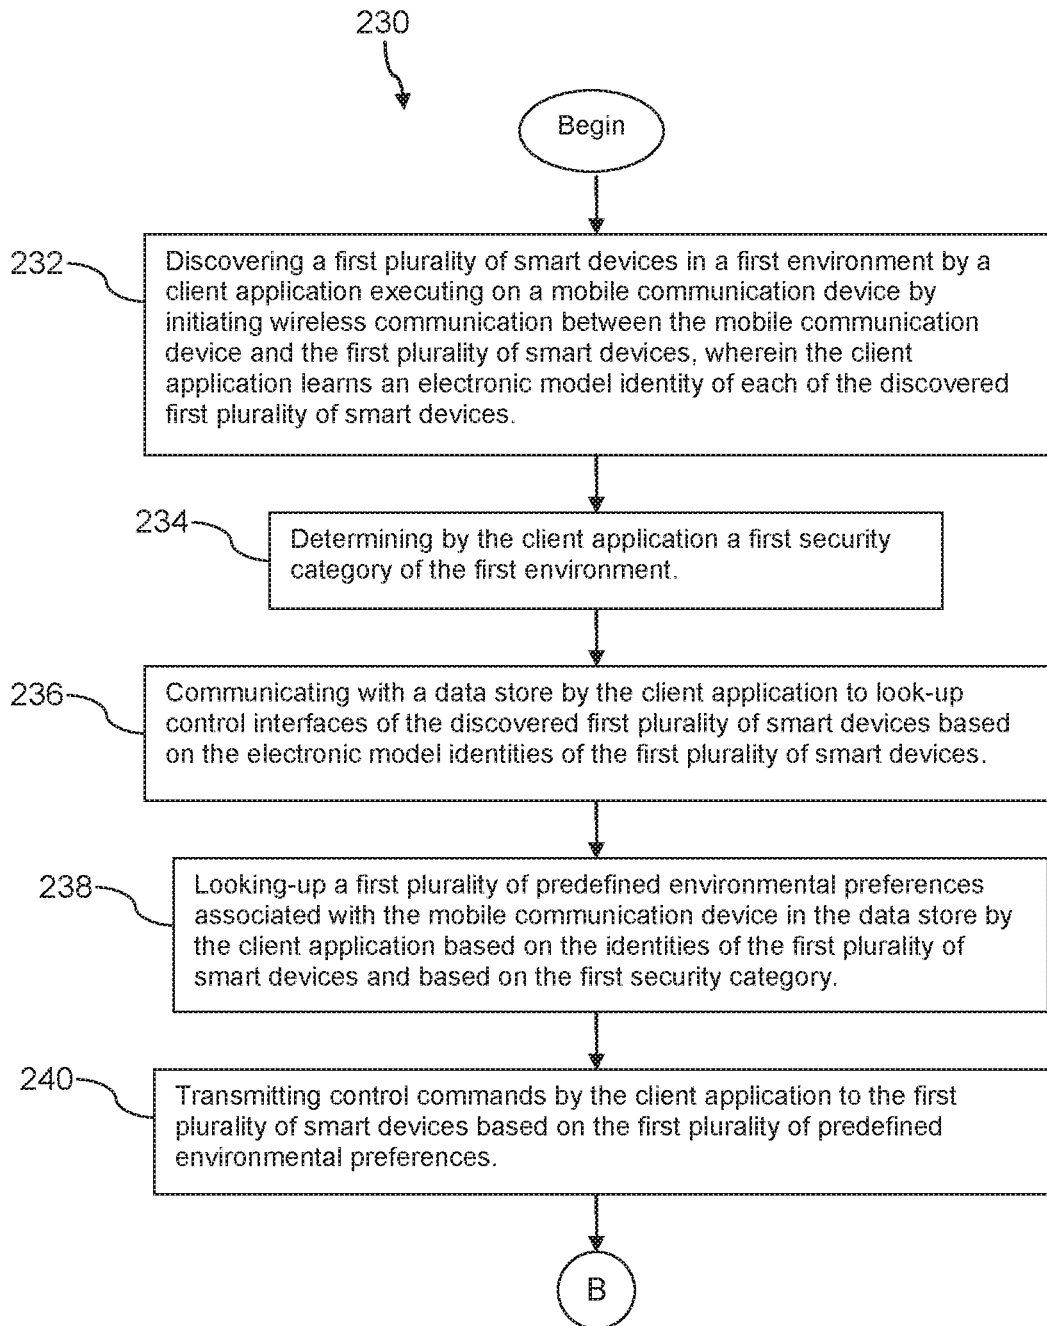 230
Begin
232
Discovering a first plurality of smart devices in a first environment by a
client application executing on a mobile communication device by
initiating wireless communication between the mobile communication
device and the first plurality of smart devices, wherein the client
application learns an electronic model identity of each of the discovered
first plurality of smart devices.
234
Determining by the client application a first security
category of the first environment.
236
Communicating with a data store by the client application to look-up
control interfaces of the discovered first plurality of smart devices based
on the electronic model identities of the first plurality of smart devices.
238
Looking-up a first plurality of predefined environmental preferences
associated with the mobile communication device in the data store by
the client application based on the identities of the first plurality of
smart devices and based on the first security category.
240
Transmitting control commands by the client application to the first
plurality of smart devices based on the first plurality of predefined
environmental preferences.
B